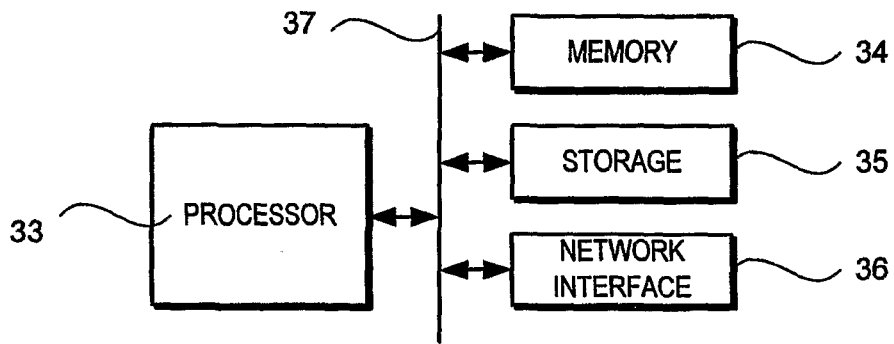 37
MEMORY
34
STORAGE
35
PROCESSOR
33
NETWORK
INTERFACE
36